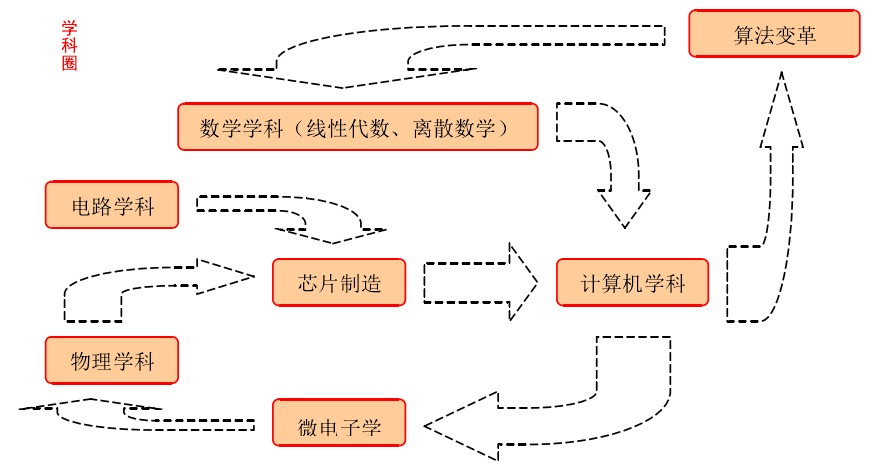 学科圈
算法变革
数学学科（线性代数、离散数学）
电路学科
芯片制造
计算机学科
物理学科
微电子学